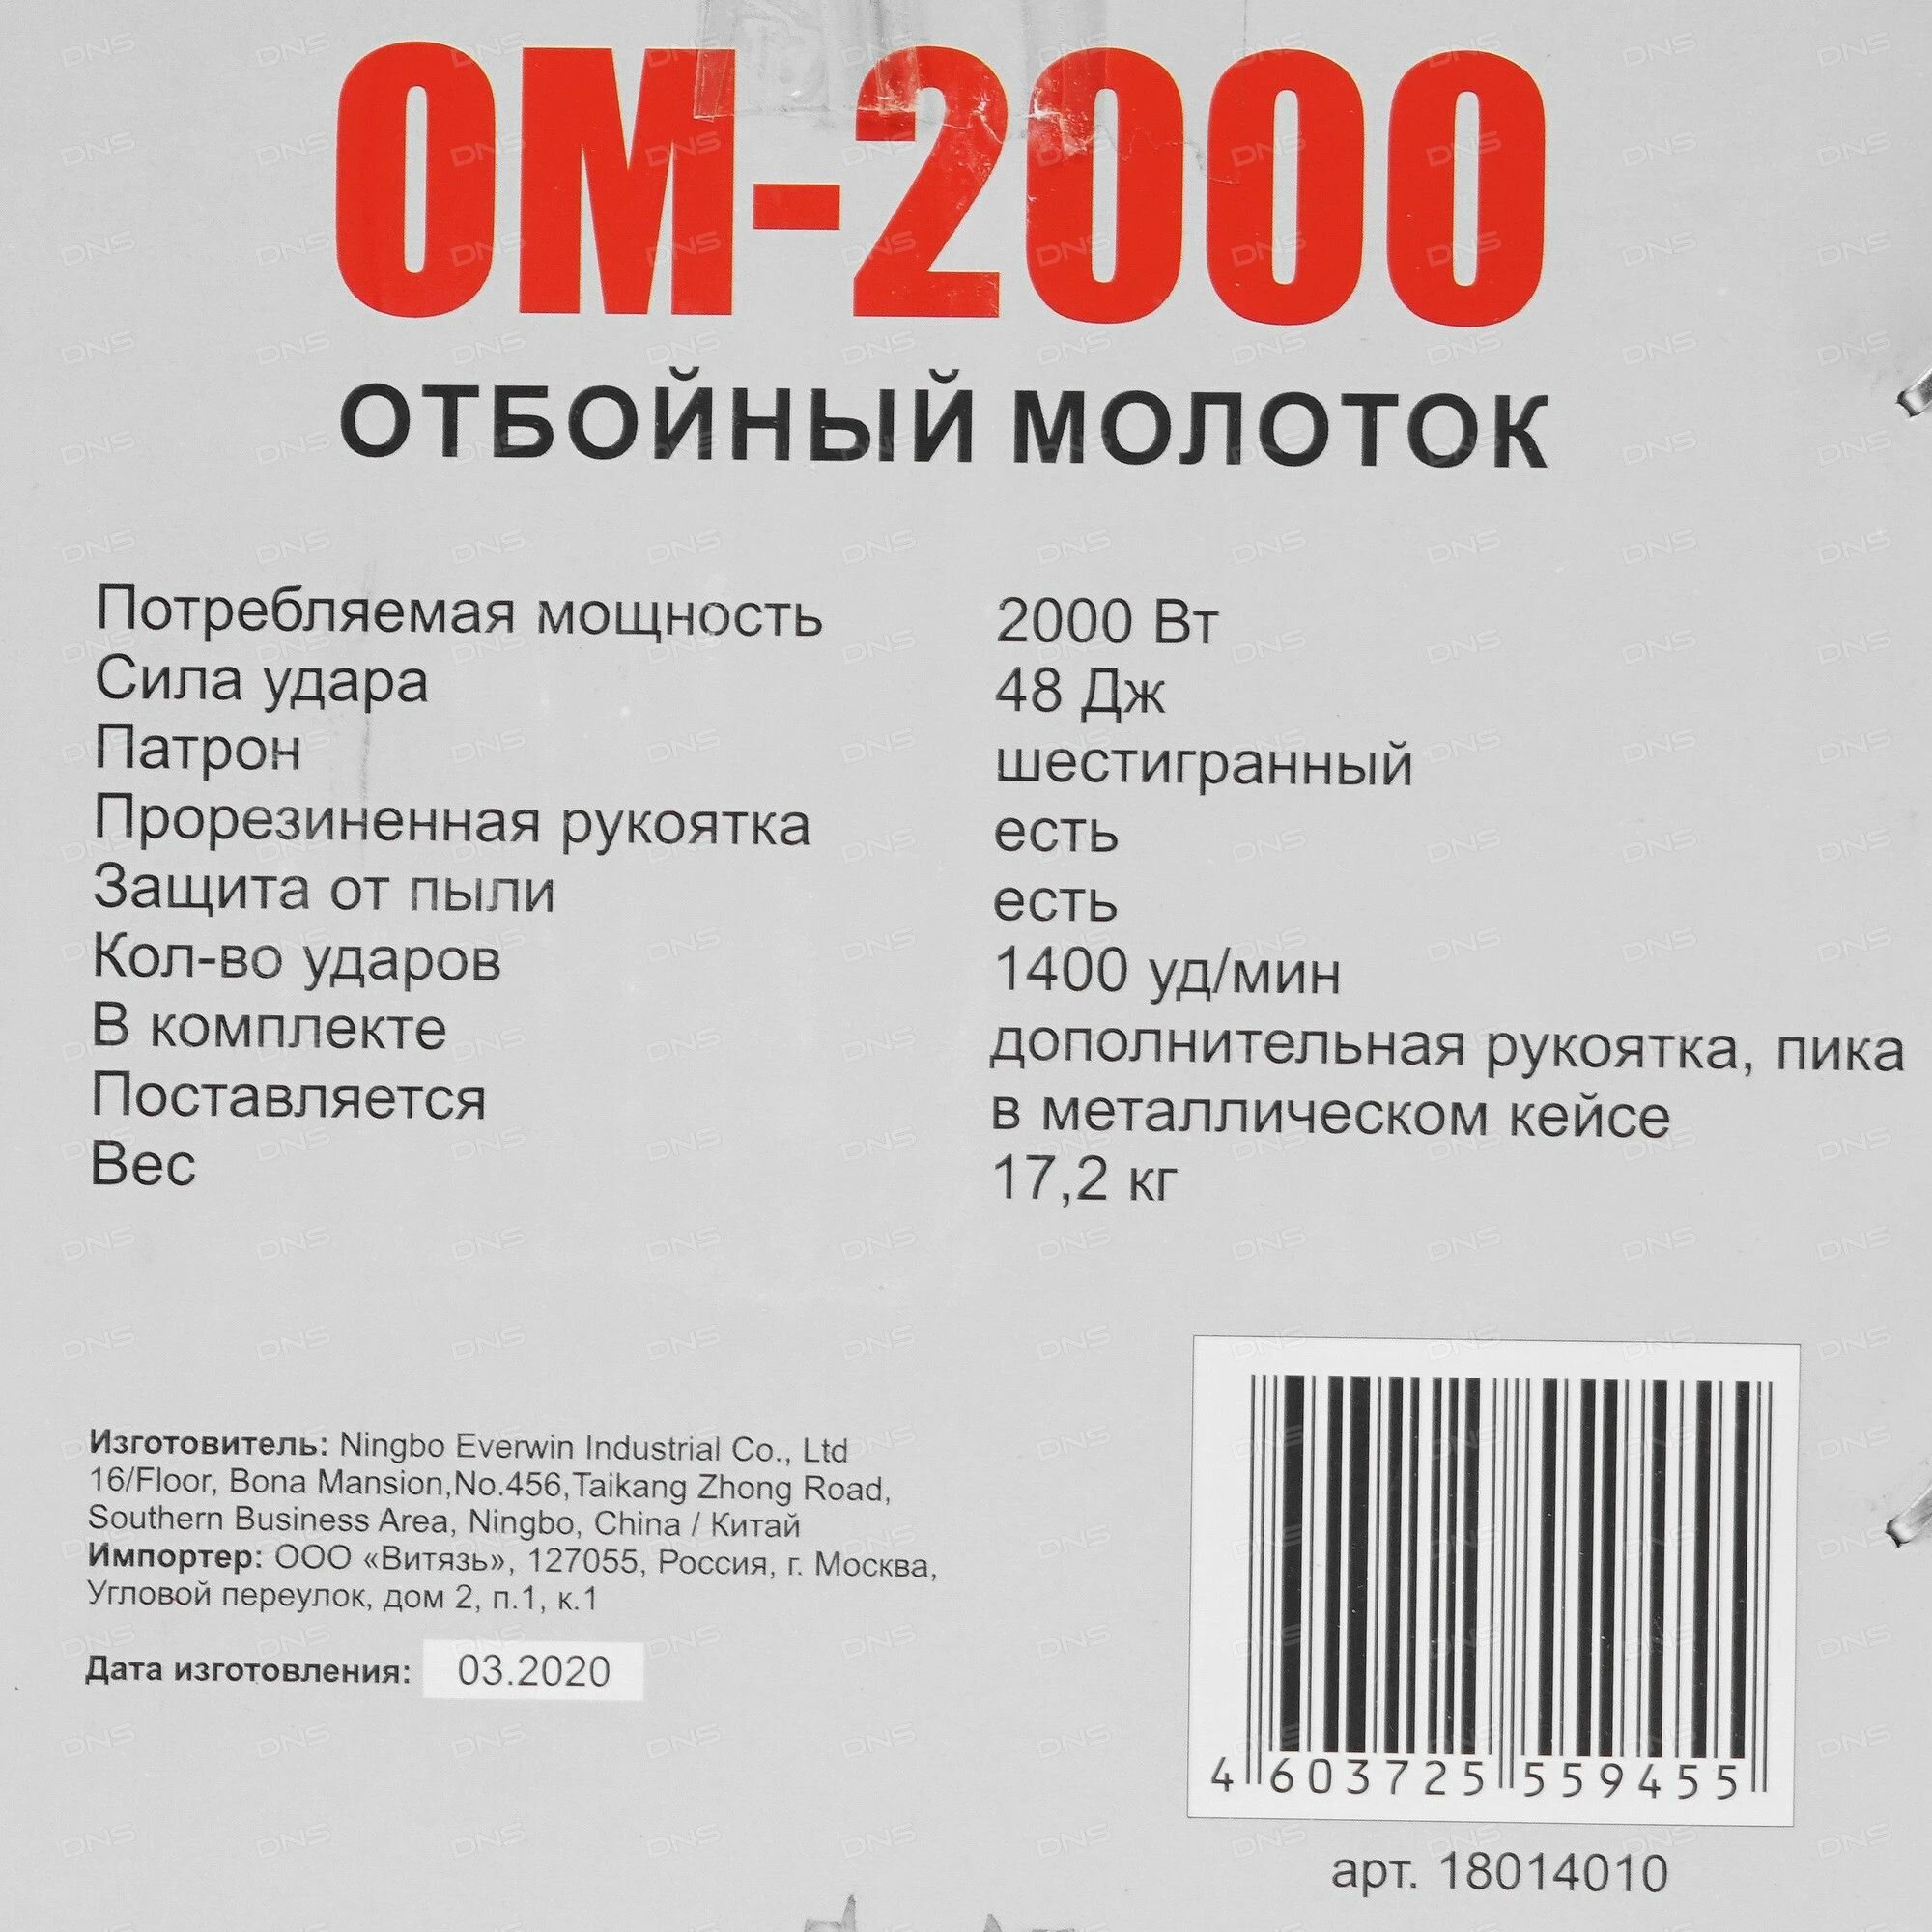 ОМ-2000
ОТБОЙНЫЙ МОЛОТОК
Потребляемая мощность 2000 Вт
Сила удара 48 Дж
Патрон шестигранный
Прорезиненная рукоятка есть
Защита от пыли есть
Кол-во ударов 1400 уд/мин
В комплекте дополнительная рукоятка, пика
Поставляется в металлическом кейсе
Вес 17,2 кг
Изготовитель: Ningbo Everwin Industrial Co., Ltd
16/Floor, Bona Mansion,No.456,Taikang Zhong Road,
Southern Business Area, Ningbo, China / Китай
Импортер: ООО «Витязь», 127055, Россия, г. Москва,
Угловой переулок, дом 2, п.1, к.1
Дата изготовления: 03.2020
4 603725 559455
арт. 18014010